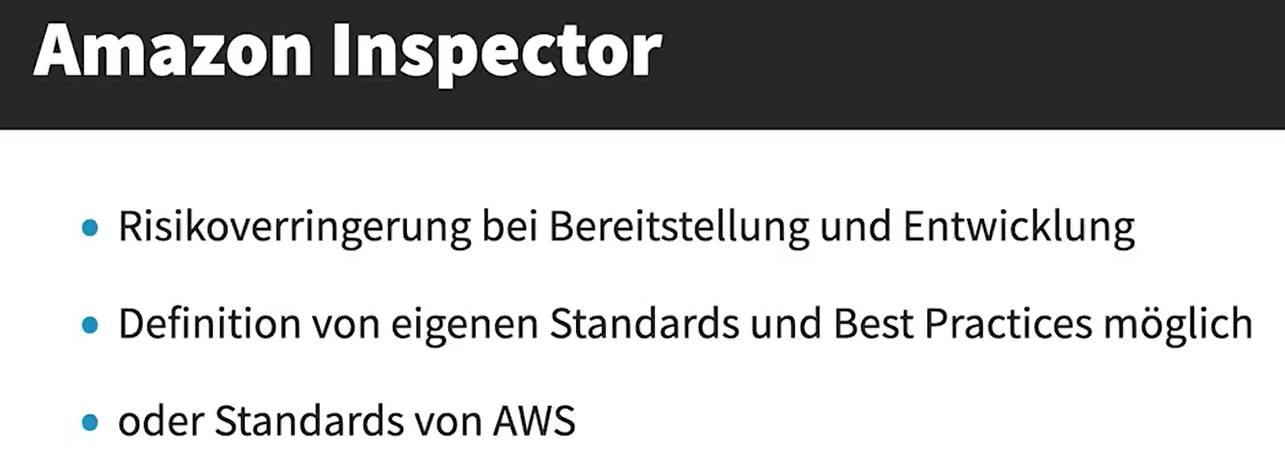 Amazon Inspector
Risikoverringerung bei Bereitstellung und Entwicklung
Definition von eigenen Standards und Best Practices möglich
oder Standards von AWS